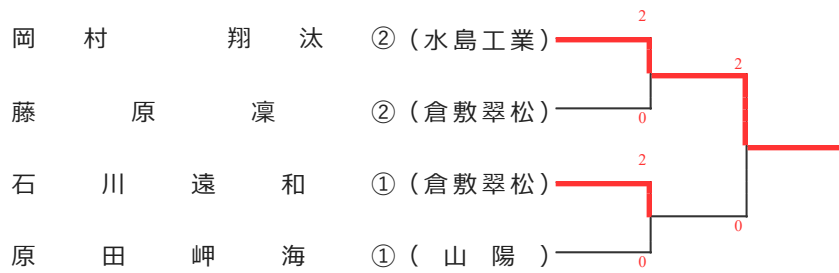 2
岡村 翔汰 ② (水島工業)
2
藤原 凜 ② (倉敷翠松)
0
2
石川 遠和 ① (倉敷翠松)
0
原田 岬海 ① (山陽)
0